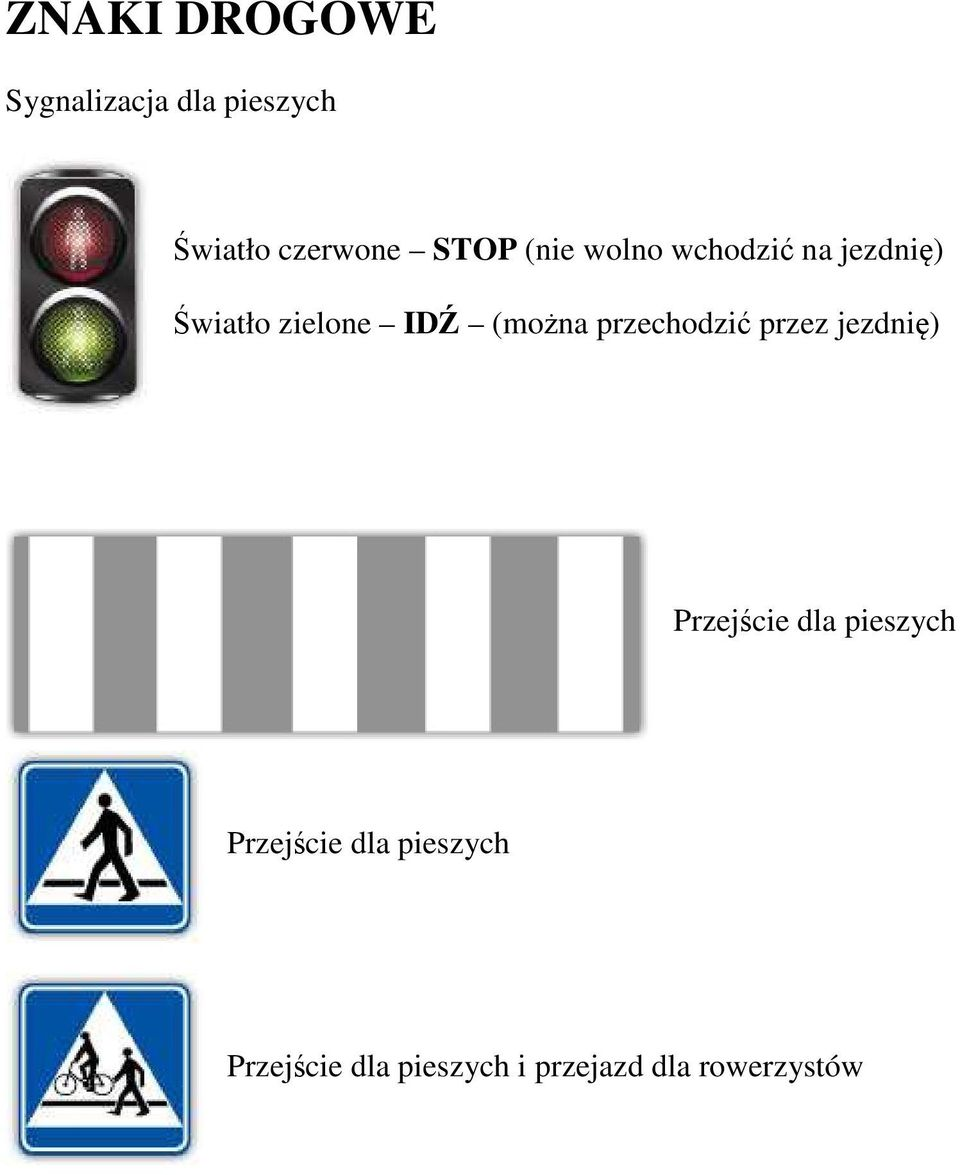 ZNAKI DROGOWE
Sygnalizacja dla pieszych
Światło czerwone – STOP (nie wolno wchodzić na jezdnię)
Światło zielone – IDŹ – (można przechodzić przez jezdnię)
Przejście dla pieszych
Przejście dla pieszych
Przejście dla pieszych i przejazd dla rowerzystów